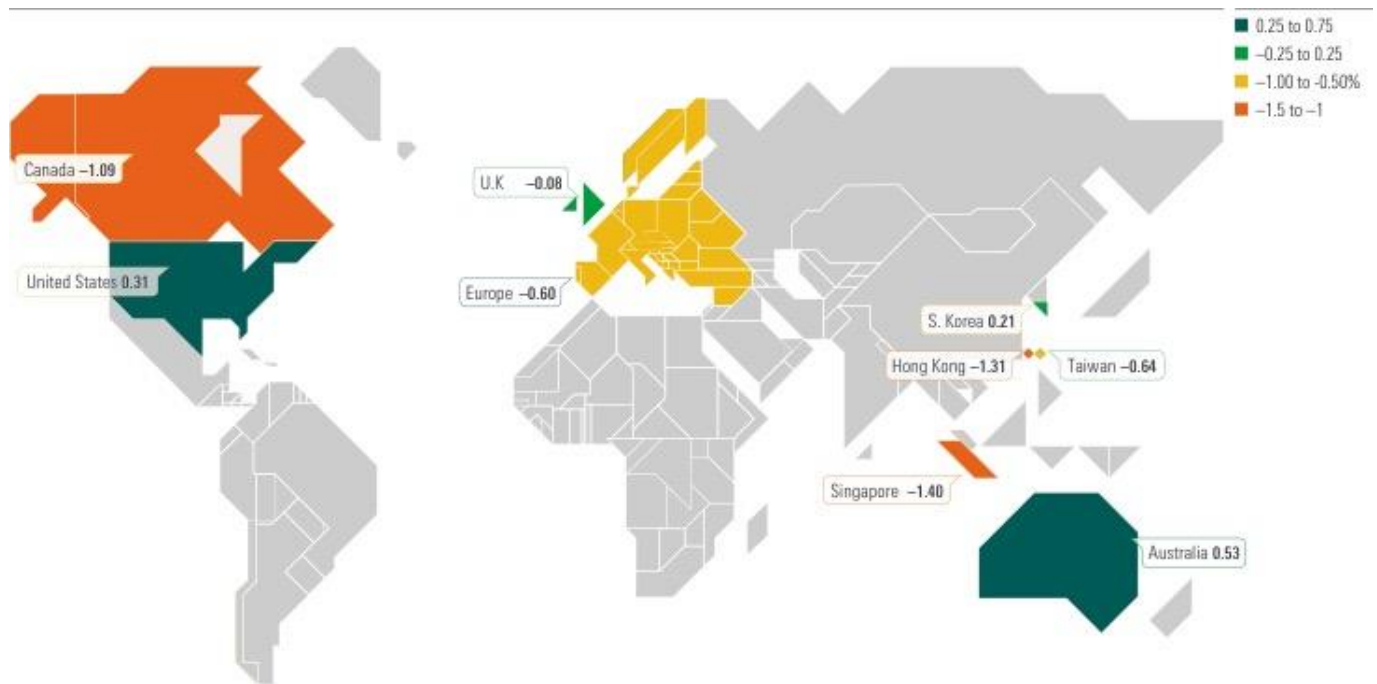 0.25 to 0.75
–0.25 to 0.25
–1.00 to -0.50%
–1.5 to –1
Canada –1.09
U.K –0.08
United States 0.31
Europe –0.60
S. Korea 0.21
Hong Kong –1.31
Taiwan –0.64
Singapore –1.40
Australia 0.53